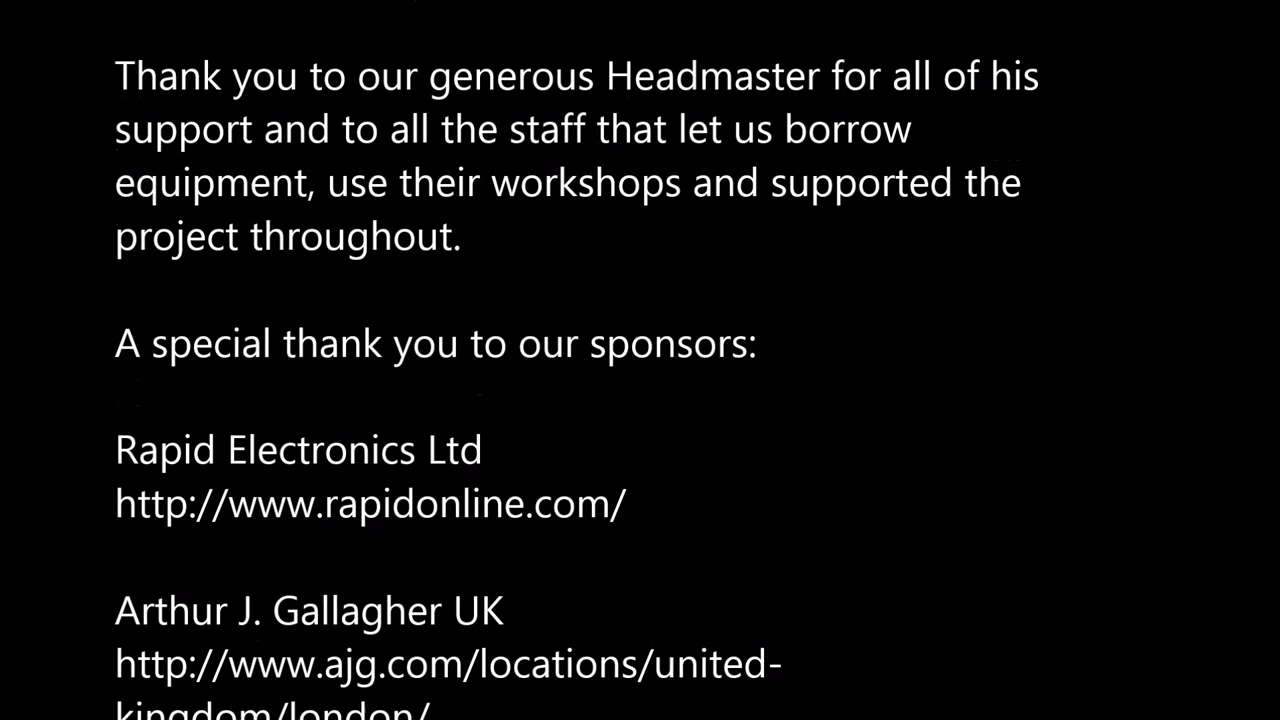 Thank you to our generous Headmaster for all of his
support and to all the staff that let us borrow
equipment, use their workshops and supported the
project throughout.
A special thank you to our sponsors:
Rapid Electronics Ltd
http://www.rapidonline.com/
Arthur J. Gallagher UK
http://www.ajg.com/locations/united-
kingdom/london/